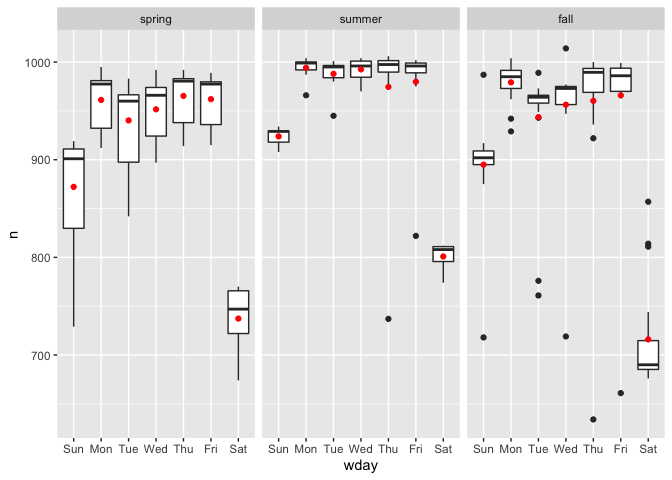 spring summer fall
1000
900
800
700
n
Sun Mon Tue Wed Thu Fri Sat Sun Mon Tue Wed Thu Fri Sat Sun Mon Tue Wed Thu Fri Sat
wday